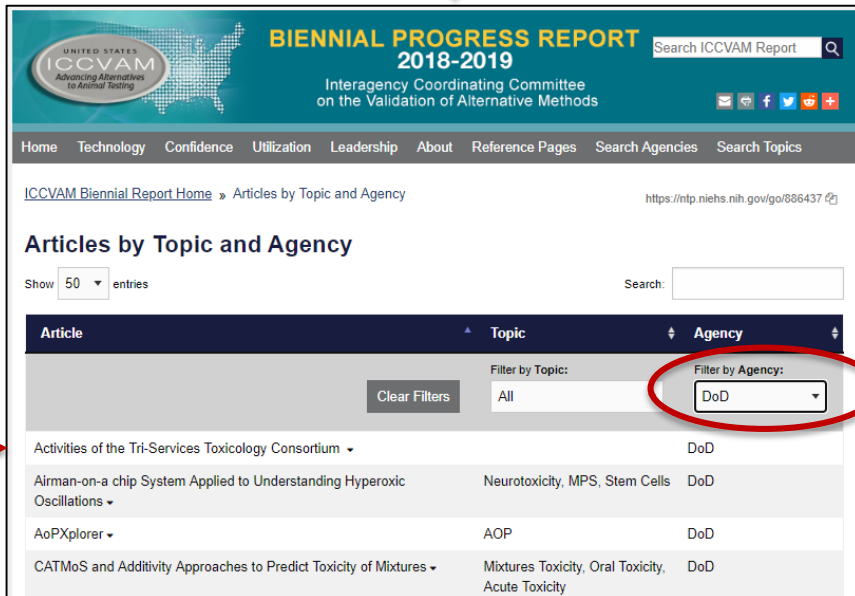 UNITED STATES
ICCVAM
Advancing Alternatives
to Animal Testing
BIENNIAL PROGRESS REPORT
2018-2019
Interagency Coordinating Committee
on the Validation of Alternative Methods
Search ICCVAM Report
Home Technology Confidence Utilization Leadership About Reference Pages Search Agencies Search Topics
ICCVAM Biennial Report Home » Articles by Topic and Agency
https://ntp.niehs.nih.gov/go/886437
Articles by Topic and Agency
Show 50 entries
Search:
Article Topic Agency
Filter by Topic: Filter by Agency:
Clear Filters All DoD
Activities of the Tri-Services Toxicology Consortium DoD
Airman-on-a chip System Applied to Understanding Hyperoxic Neurotoxicity, MPS, Stem Cells DoD
Oscillations
AoPXplorer AOP DoD
CATMoS and Additivity Approaches to Predict Toxicity of Mixtures Mixtures Toxicity, Oral Toxicity, DoD
Acute Toxicity